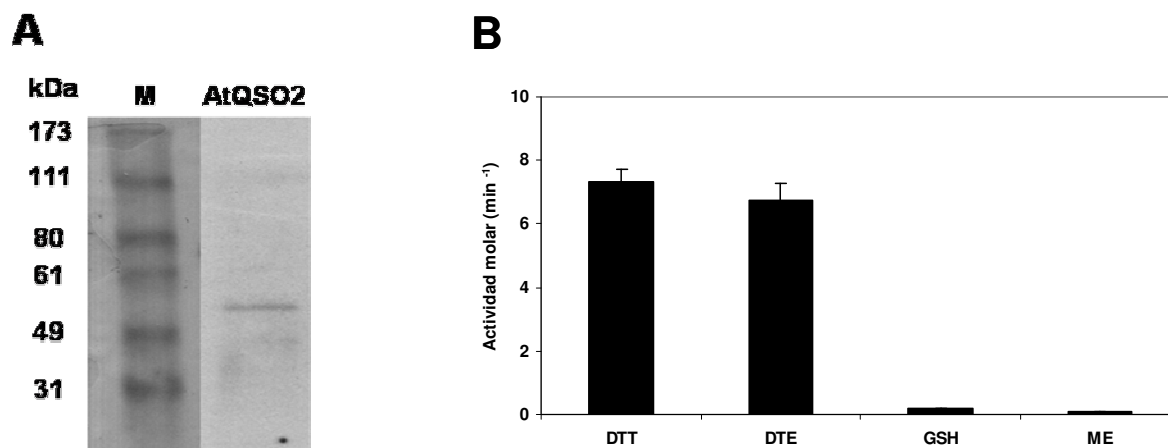 A
kDa M AtQSO2
173
111
80
61
49
31
B
Actividad molar (min -1)
10
8
6
4
2
0
DTT DTE GSH ME